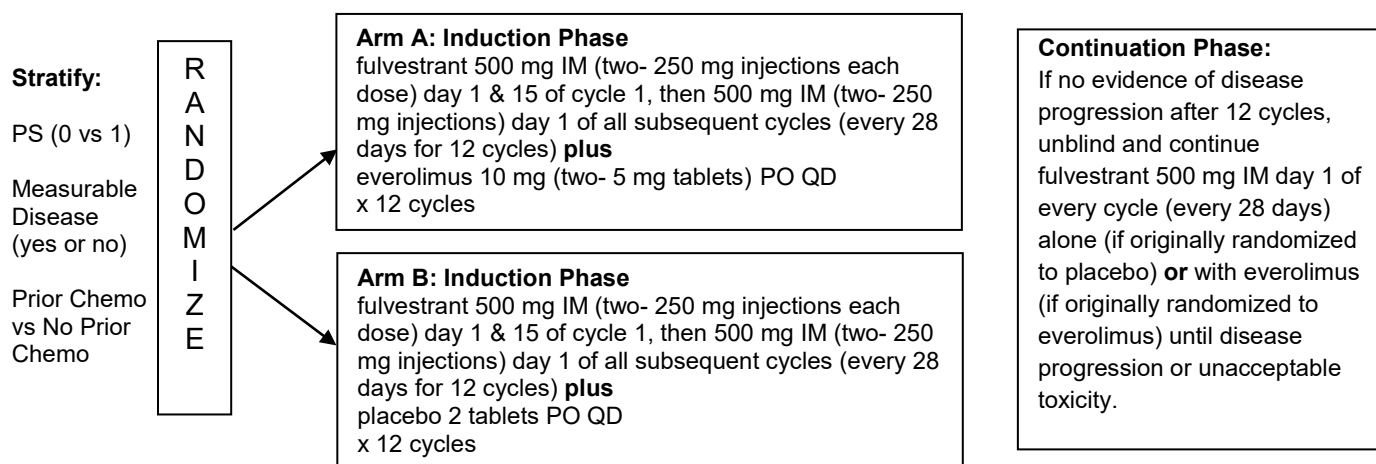 Stratify:
PS (0 vs 1)
Measurable
Disease
(yes or no)
Prior Chemo
vs No Prior
Chemo
R
A
N
D
O
M
I
Z
E
Arm A: Induction Phase
fulvestrant 500 mg IM (two- 250 mg injections each
dose) day 1 & 15 of cycle 1, then 500 mg IM (two- 250
mg injections) day 1 of all subsequent cycles (every 28
days for 12 cycles) plus
everolimus 10 mg (two- 5 mg tablets) PO QD
x 12 cycles
Arm B: Induction Phase
fulvestrant 500 mg IM (two- 250 mg injections each
dose) day 1 & 15 of cycle 1, then 500 mg IM (two- 250
mg injections) day 1 of all subsequent cycles (every 28
days for 12 cycles) plus
placebo 2 tablets PO QD
x 12 cycles
Continuation Phase:
If no evidence of disease
progression after 12 cycles,
unblind and continue
fulvestrant 500 mg IM day 1 of
every cycle (every 28 days)
alone (if originally randomized
to placebo) or with everolimus
(if originally randomized to
everolimus) until disease
progression or unacceptable
toxicity.